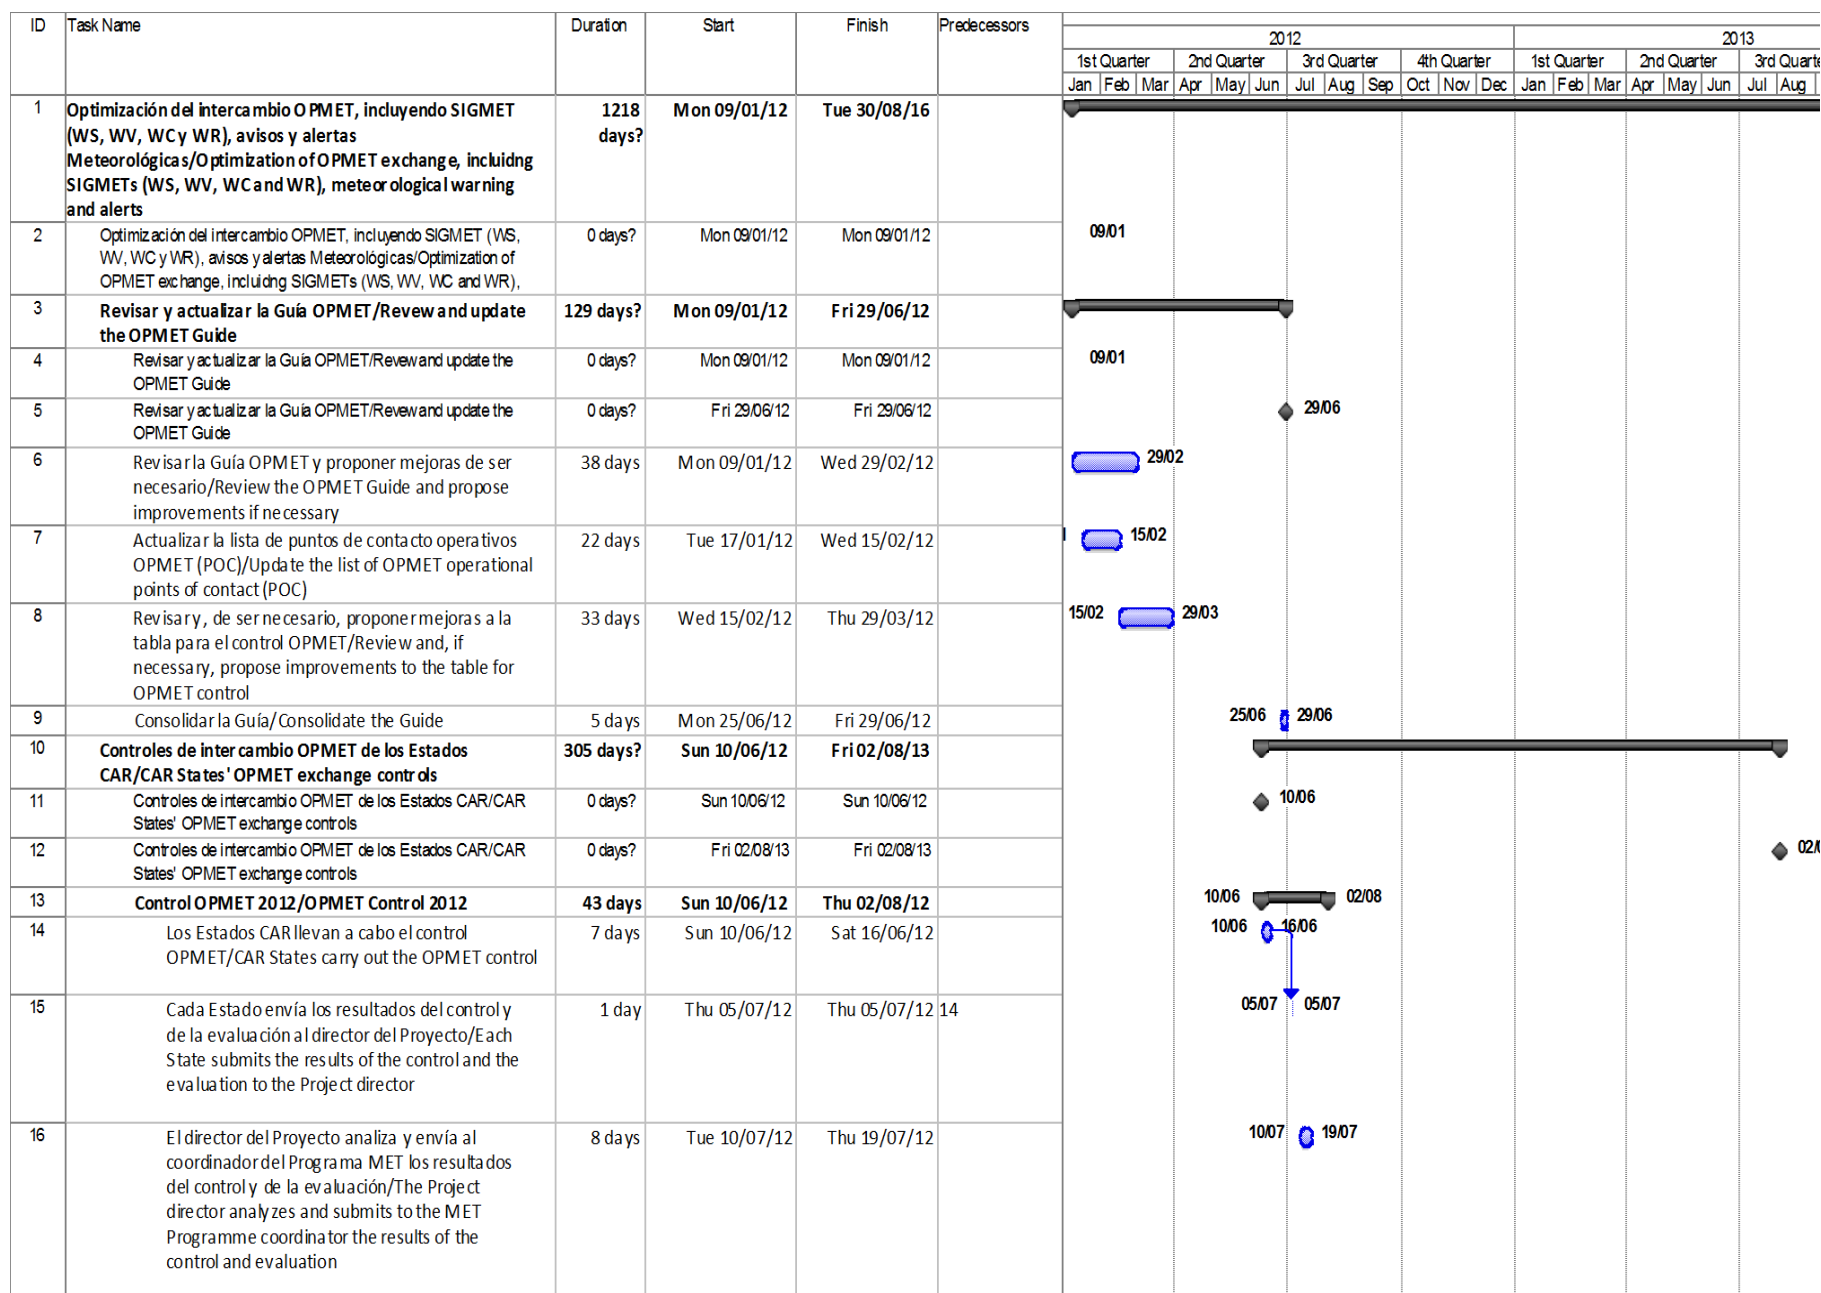 ID Task Name Duration Start Finish Predecessors
2012 2013
1st Quarter 2nd Quarter 3rd Quarter 4th Quarter 1st Quarter 2nd Quarter 3rd Quarte
Jan Feb Mar Apr May Jun Jul Aug Sep Oct Nov Dec Jan Feb Mar Apr May Jun Jul Aug
1 Optimización del intercambio OPMET, incluyendo SIGMET 1218 Mon 09/01/12 Tue 30/08/16
(WS, WV, WC y WR), avisos y alertas days?
Meteorológicas/Optimization of OPMET exchange, incluidng
SIGMETs (WS, WV, WC and WR), meteorological warning
and alerts
2 Optimización del intercambio OPMET, incluyendo SIGMET (WS, 0 days? Mon 09/01/12 Mon 09/01/12 09/01
WV, WC y WR), avisos y alertas Meteorológicas/Optimization of
OPMET exchange, incluidng SIGMETs (WS, WV, WC and WR),
3 Revisar y actualizar la Guía OPMET/Revew and update 129 days? Mon 09/01/12 Fri 29/06/12
the OPMET Guide
4 Revisar y actualizar la Guía OPMET/Revew and update the 0 days? Mon 09/01/12 Mon 09/01/12 09/01
OPMET Guide
5 Revisar y actualizar la Guía OPMET/Revew and update the 0 days? Fri 29/06/12 Fri 29/06/12 29/06
OPMET Guide
6 Revisar la Guía OPMET y proponer mejoras de ser 38 days Mon 09/01/12 Wed 29/02/12 29/02
necesario/Review the OPMET Guide and propose
improvements if necessary
7 Actualizar la lista de puntos de contacto operativos 22 days Tue 17/01/12 Wed 15/02/12 15/02
OPMET (POC)/Update the list of OPMET operational
points of contact (POC)
8 Revisar y, de ser necesario, proponer mejoras a la 33 days Wed 15/02/12 Thu 29/03/12 15/02 29/03
tabla para el control OPMET/Review and, if
necessary, propose improvements to the table for
OPMET control
9 Consolidar la Guía/Consolidate the Guide 5 days Mon 25/06/12 Fri 29/06/12 25/06 29/06
10 Controles de intercambio OPMET de los Estados 305 days? Sun 10/06/12 Fri 02/08/13
CAR/CAR States' OPMET exchange controls
11 Controles de intercambio OPMET de los Estados CAR/CAR 0 days? Sun 10/06/12 Sun 10/06/12 10/06
States' OPMET exchange controls
12 Controles de intercambio OPMET de los Estados CAR/CAR 0 days? Fri 02/08/13 Fri 02/08/13
States' OPMET exchange controls
13 Control OPMET 2012/OPMET Control 2012 43 days Sun 10/06/12 Thu 02/08/12 10/06 02/08
14 Los Estados CAR llevan a cabo el control 7 days Sun 10/06/12 Sat 16/06/12 10/06 16/06
OPMET/CAR States carry out the OPMET control
15 Cada Estado envía los resultados del control y 1 day Thu 05/07/12 Thu 05/07/12 14 05/07 05/07
de la evaluación al director del Proyecto/Each
State submits the results of the control and the
evaluation to the Project director
16 El director del Proyecto analiza y envía al 8 days Tue 10/07/12 Thu 19/07/12 10/07 19/07
coordinador del Programa MET los resultados
del control y de la evaluación/The Project
director analyzes and submits to the MET
Programme coordinator the results of the
control and evaluation